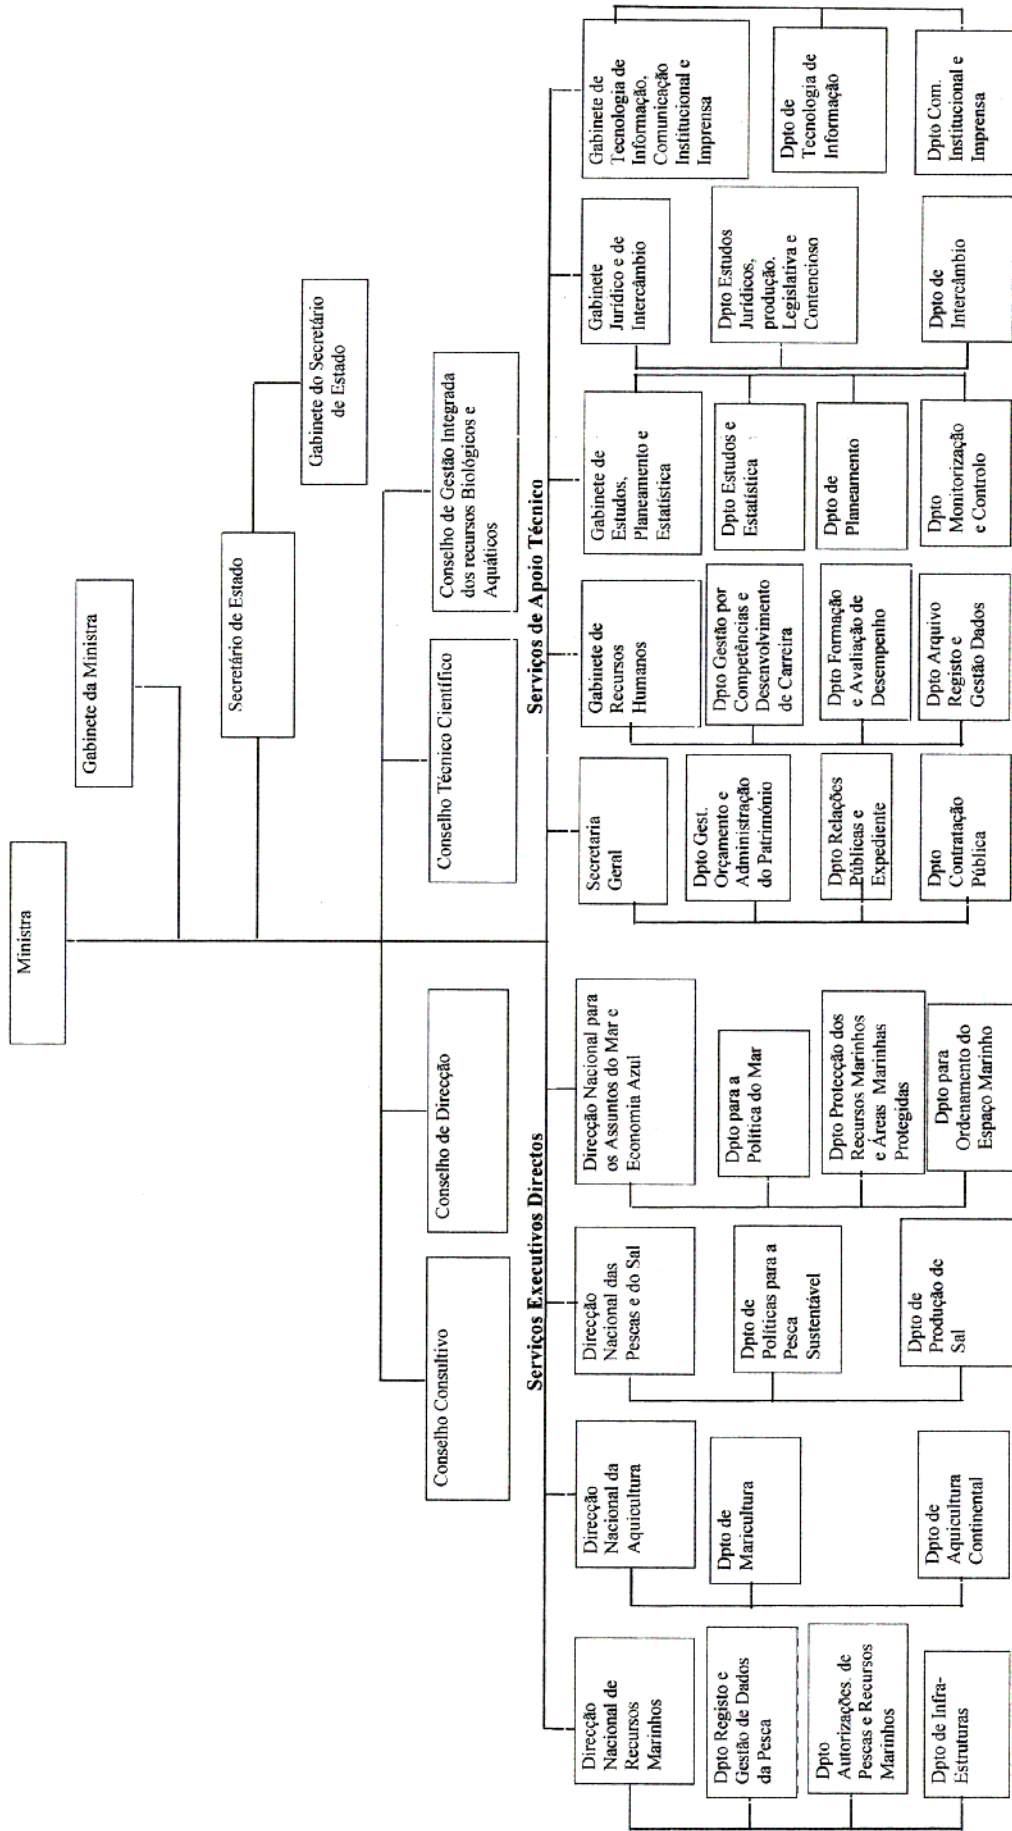 Ministra
Gabinete da Ministra
Secretário de Estado
Gabinete do Secretário
de Estado
Conselho Consultivo
Conselho de Direcção
Conselho Técnico Científico
Conselho de Gestão Integrada
dos recursos Biológicos e
Aquáticos
Serviços Executivos Directos
Serviços de Apoio Técnico
Direcção
Nacional de
Recursos
Marinhos
Dpto Registo e
Gestão de Dados
da Pesca
Dpto
Autorizações. de
Pescas e Recursos
Marinhos
Dpto de Infra-
Estruturas
Direcção
Nacional da
Aquicultura
Dpto de
Maricultura
Dpto de
Aquicultura
Continental
Direcção
Nacional das
Pescas e do Sal
Dpto de
Políticas para a
Pesca
Sustentável
Dpto de
Produção de
Sal
Direcção Nacional para
os Assuntos do Mar e
Economia Azul
Dpto para a
Política do Mar
Dpto Protecção dos
Recursos Marinhos
e Áreas Marinhas
Protegidas
Dpto para
Ordenamento do
Espaço Marinho
Secretaria
Geral
Dpto Gest.
Orçamento e
Administração
do Património
Dpto Relações
Públicas e
Expediente
Dpto
Contratação
Pública
Gabinete de
Recursos
Humanos
Dpto Gestão por
Competências e
Desenvolvimento
de Carreira
Dpto Formação
e Avaliação de
Desempenho
Dpto Arquivo
Registo e
Gestão Dados
Gabinete de
Estudos,
Planeamento e
Estatística
Dpto Estudos e
Estatística
Dpto de
Planeamento
Dpto
Monitorização
e Controlo
Gabinete
Jurídico e de
Intercâmbio
Dpto Estudos
Jurídicos,
produção.
Legislativa e
Contencioso
Dpto de
Intercâmbio
Gabinete de
Tecnologia de
Informação,
Comunicação
Institucional e
Imprensa
Dpto de
Tecnologia de
Informação
Dpto Com.
Institucional e
Imprensa